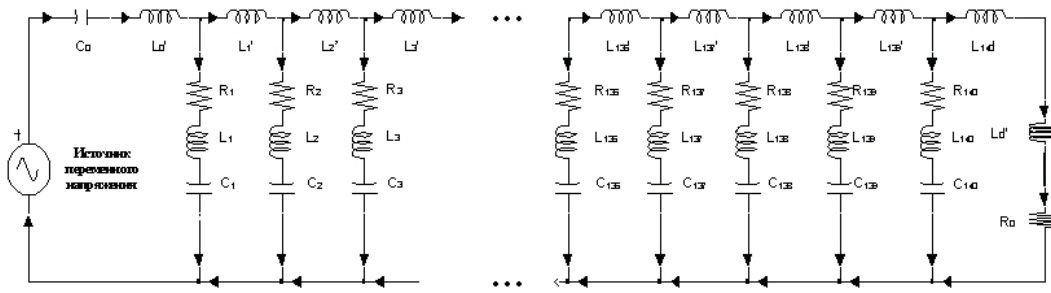 C₀ L₀' L₁' L₂' L₃' ... L₁₃₆' L₁₃₇' L₁₃₈' L₁₃₉' L₁₄₀'
R₁ R₂ R₃ R₁₃₆ R₁₃₇ R₁₃₈ R₁₃₉ R₁₄₀
+
L₁ L₂ L₃ L₁₃₆ L₁₃₇ L₁₃₈ L₁₃₉ L₁₄₀ Ld'
Источник
переменного
напряжения
C₁ C₂ C₃ C₁₃₆ C₁₃₇ C₁₃₈ C₁₃₉ C₁₄₀
R₀
...